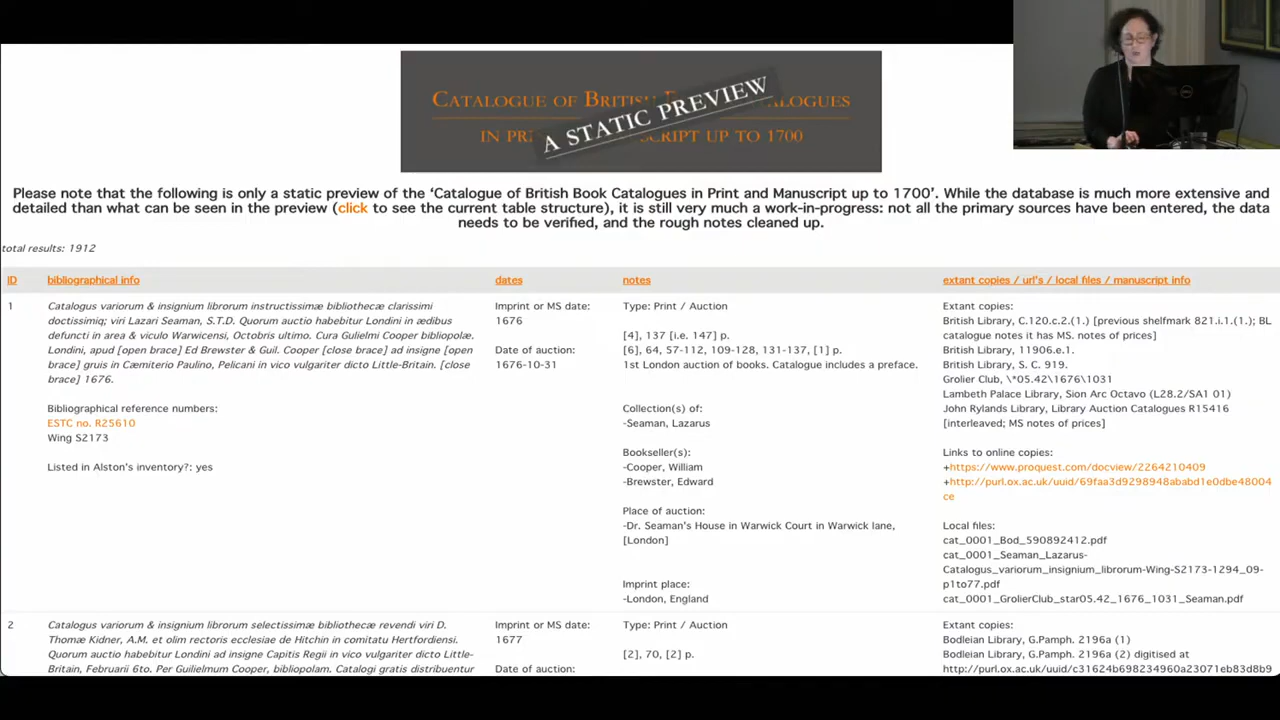 CATALOGUE OF BRITISH ALOGUES
A STATIC PREVIEW
IN PRI SCRIPT UP TO 1700
Please note that the following is only a static preview of the ‘Catalogue of British Book Catalogues in Print and Manuscript up to 1700’. While the database is much more extensive and
detailed than what can be seen in the preview (click to see the current table structure), it is still very much a work-in-progress: not all the primary sources have been entered, the data
needs to be verified, and the rough notes cleaned up.
total results: 1912
ID bibliographical info dates notes extant copies / url's / local files / manuscript info
1
Catalogus variorum & insignium librorum instructissimæ bibliothecæ clarissimi
doctissimiq; viri Lazari Seaman, S.T.D. Quorum auctio habebitur Londini in ædibus
defuncti in area & viculo Warwicensi, Octobris ultimo. Cura Gulielmi Cooper bibliopolæ.
Londini, apud [open brace] Ed Brewster & Guil. Cooper [close brace] ad insigne [open
brace] gruis in Cæmiterio Paulino, Pelicani in vico vulgariter dicto Little-Britain. [close
brace] 1676.
Bibliographical reference numbers:
ESTC no. R25610
Wing S2173
Listed in Alston's inventory?: yes
Imprint or MS date:
1676
Date of auction:
1676-10-31
Type: Print / Auction
[4], 137 [i.e. 147] p.
[6], 64, 57-112, 109-128, 131-137, [1] p.
1st London auction of books. Catalogue includes a preface.
Collection(s) of:
-Seaman, Lazarus
Bookseller(s):
-Cooper, William
-Brewster, Edward
Place of auction:
-Dr. Seaman's House in Warwick Court in Warwick lane,
[London]
Imprint place:
-London, England
Extant copies:
British Library, C.120.c.2.(1.) [previous shelfmark 821.i.1.(1.); BL
catalogue notes it has MS. notes of prices]
British Library, 11906.e.1.
British Library, S. C. 919.
Grolier Club, \*05.42\1676\1031
Lambeth Palace Library, Sion Arc Octavo (L28.2/SA1 01)
John Rylands Library, Library Auction Catalogues R15416
[interleaved; MS notes of prices]
Links to online copies:
+https://www.proquest.com/docview/2264210409
+http://purl.ox.ac.uk/uuid/69faa3d9298948ababd1e0dbe48004
ce
Local files:
cat_0001_Bod_590892412.pdf
cat_0001_Seaman_Lazarus-
Catalogus_variorum_insignium_librorum-Wing-S2173-1294_09-
p1to77.pdf
cat_0001_GrolierClub_star05.42_1676_1031_Seaman.pdf
2
Catalogus variorum & insignium librorum selectissimæ bibliothecæ revendi viri D.
Thomæ Kidner, A.M. et olim rectoris ecclesiae de Hitchin in comitatu Hertfordiensi.
Quorum auctio habebitur Londini ad insigne Capitis Regii in vico vulgariter dicto Little-
Britain, Februarii 6to. Per Guilielmum Cooper, bibliopolam. Catalogi gratis distribuentur
Imprint or MS date:
1677
Date of auction:
Type: Print / Auction
[2], 70, [2] p.
Extant copies:
Bodleian Library, G.Pamph. 2196a (1)
Bodleian Library, G.Pamph. 2196a (2) digitised at
http://purl.ox.ac.uk/uuid/c31624b698234960a23071eb83d8b9